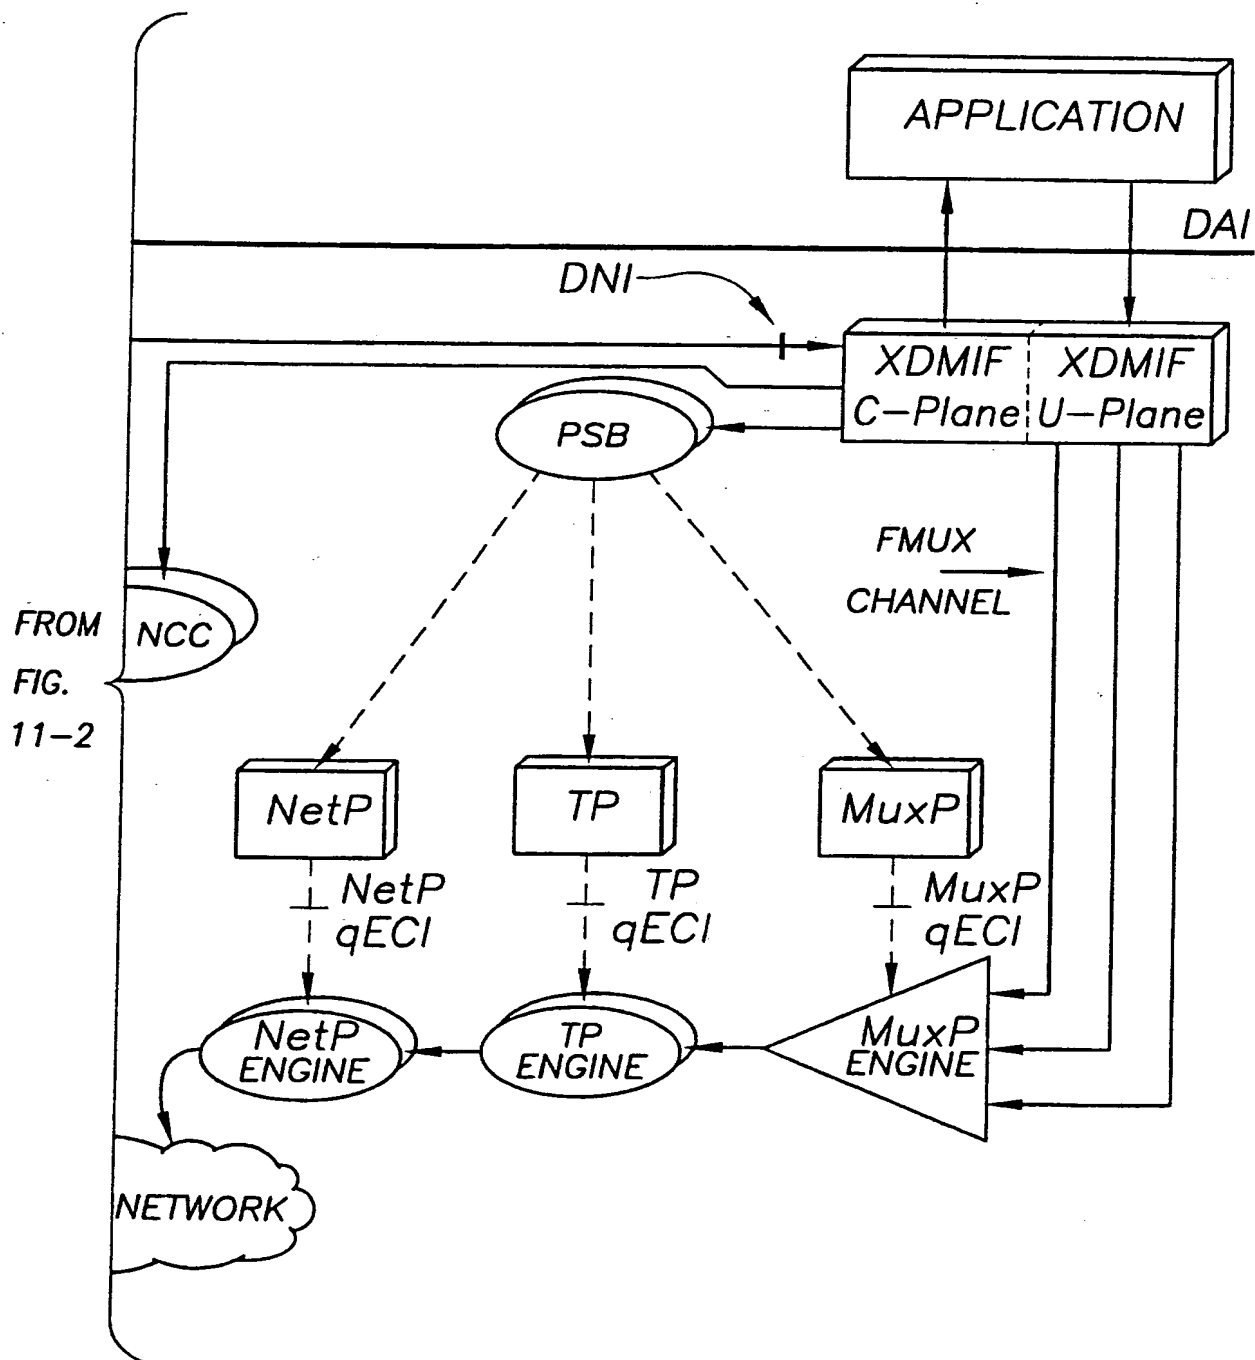 APPLICATION
DAI
DNI
XDMIF
C-Plane
XDMIF
U-Plane
PSB
FMUX
CHANNEL
FROM
FIG.
11-2
NCC
NetP
TP
MuxP
NetP
qECI
TP
qECI
MuxP
qECI
NetP
ENGINE
TP
ENGINE
MuxP
ENGINE
NETWORK